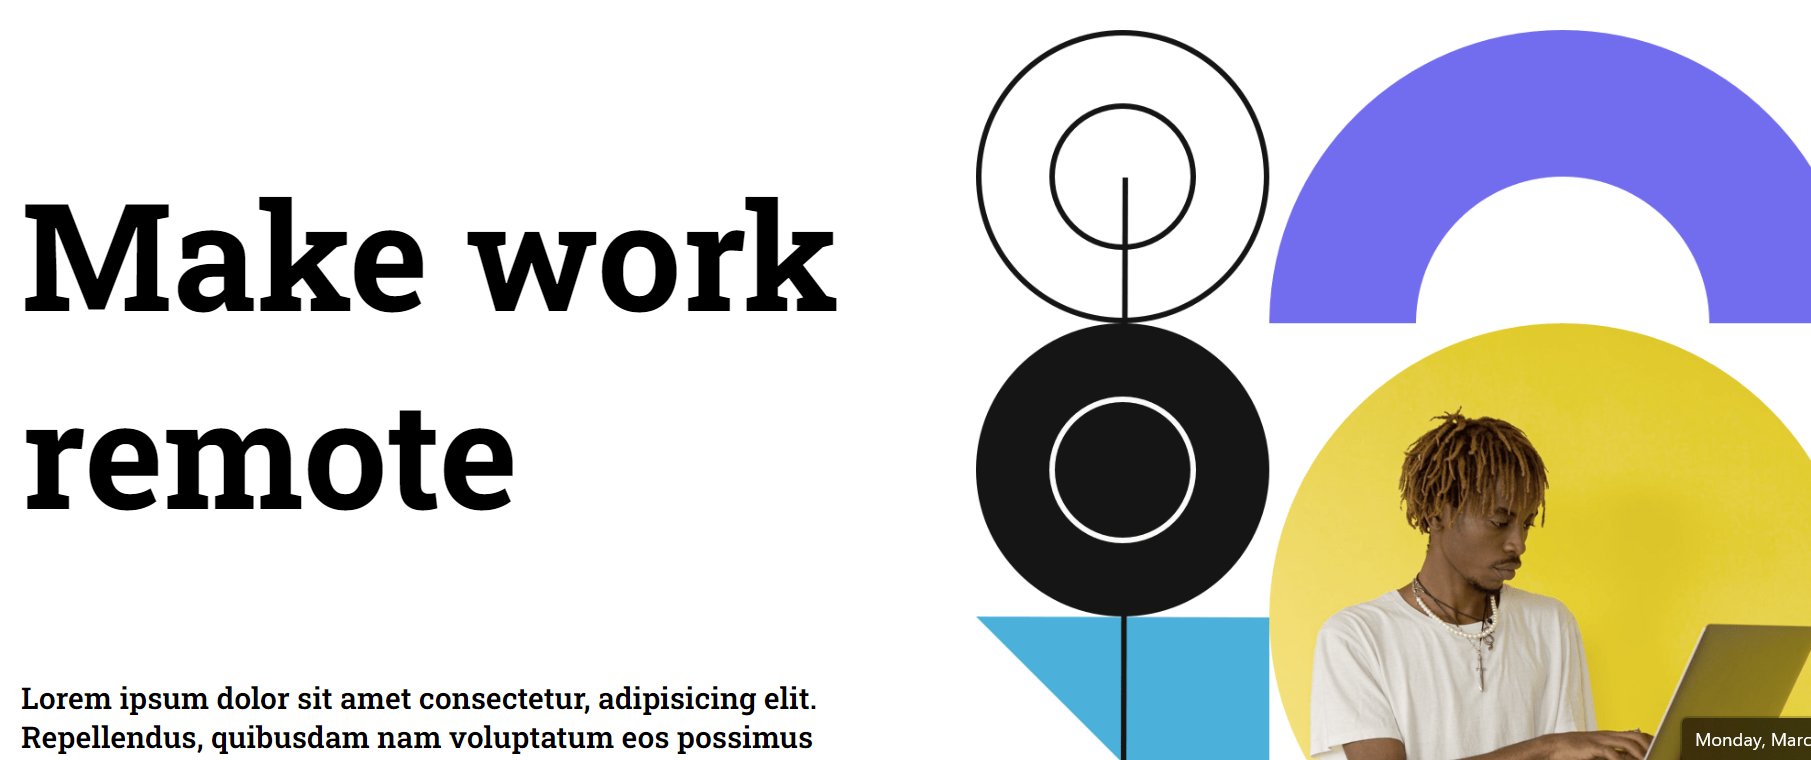 Make work
remote
Lorem ipsum dolor sit amet consectetur, adipisicing elit.
Repellendus, quibusdam nam voluptatum eos possimus
Monday, Marc